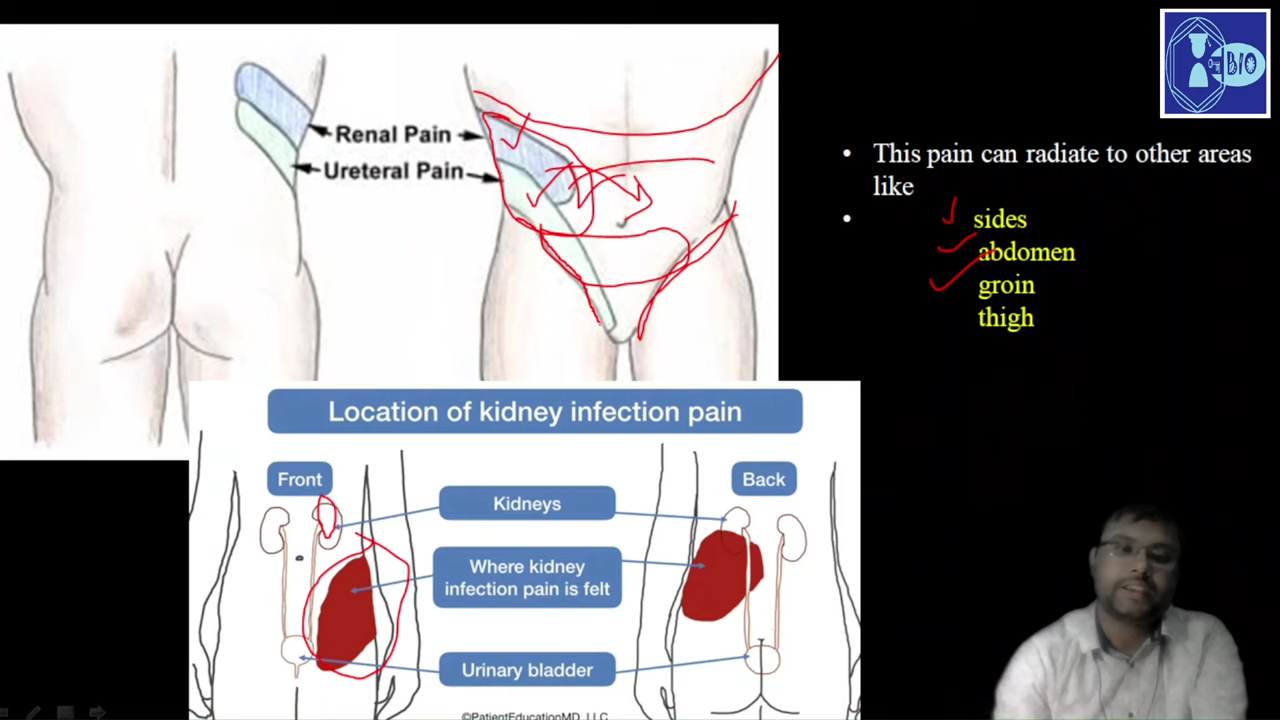 BIO
Renal Pain
Ureteral Pain
• This pain can radiate to other areas
like
•
sides
abdomen
groin
thigh
Location of kidney infection pain
Front
Back
Kidneys
Where kidney
infection pain is felt
Urinary bladder
©PatientEducationMD, LLC